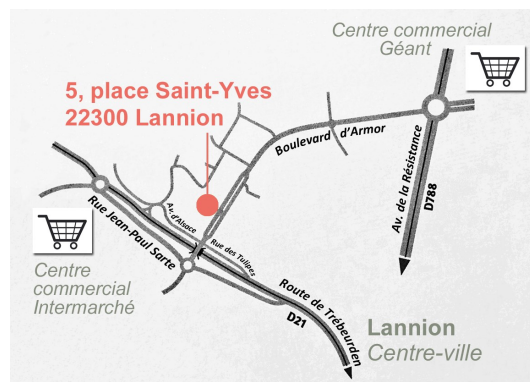 Centre commercial
Géant
5, place Saint-Yves
22300 Lannion
Boulevard d'Armor
Av. de la Résistance
D788
Av. d'Alsace
Rue des Tulipes
Rue Jean-Paul Sarte
Centre
commercial
Intermarché
Route de Trébeurden
D21
Lannion
Centre-ville